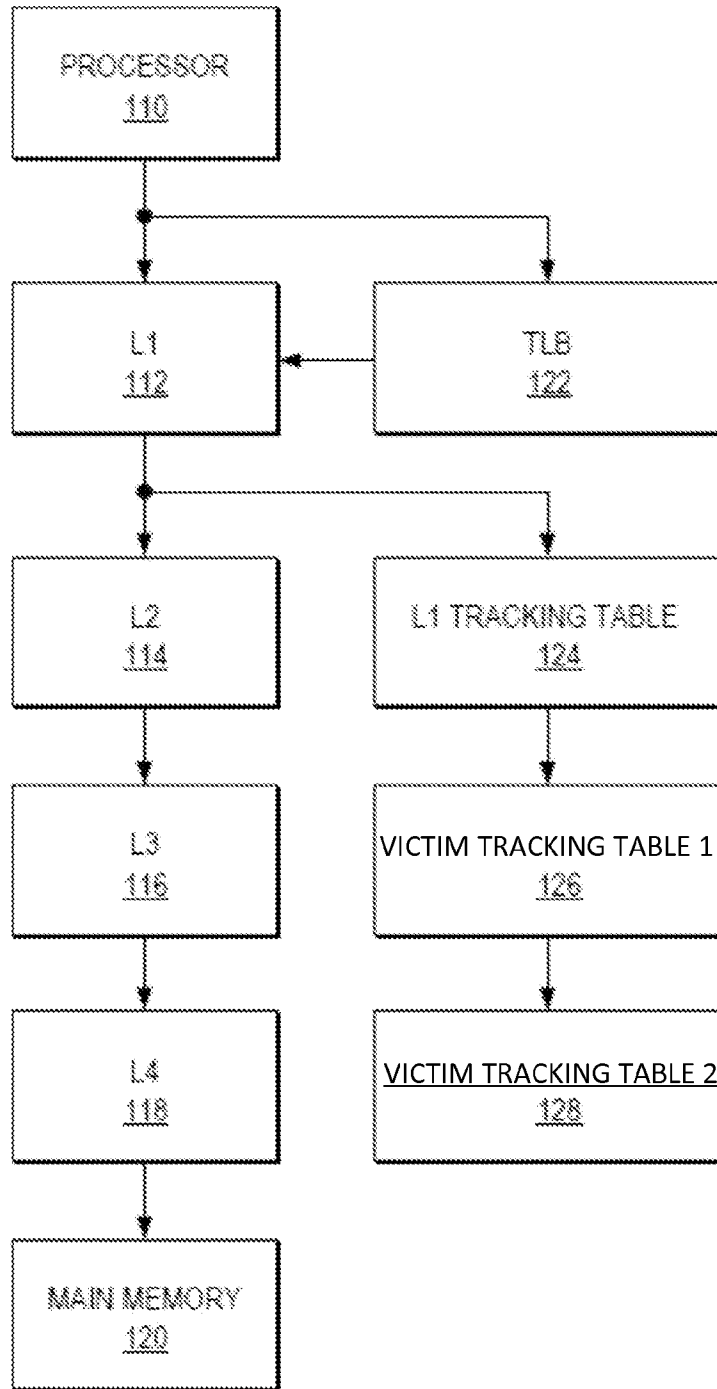 PROCESSOR
110
L1
112
TLB
122
L2
114
L1 TRACKING TABLE
124
L3
116
VICTIM TRACKING TABLE 1
126
L4
118
VICTIM TRACKING TABLE 2
128
MAIN MEMORY
120